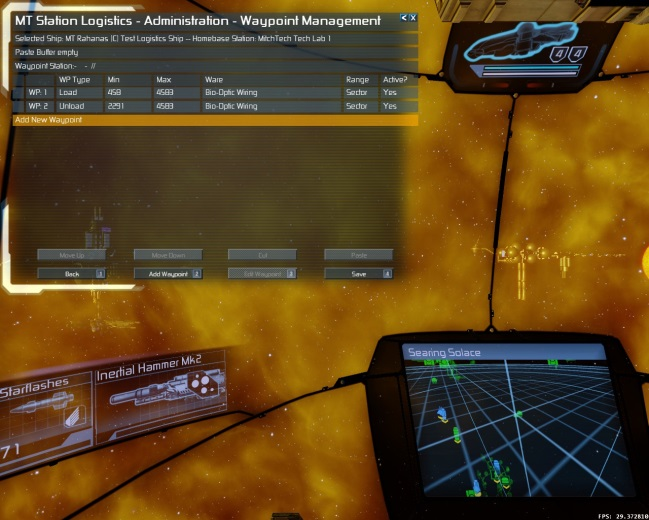 MT Station Logistics - Administration - Waypoint Management
Selected Ship: MT Rahanas (C) Test Logistics Ship -- Homebase Station: MitchTech Tech Lab 1
Paste Buffer empty
Waypoint Station:- - //
WP Type Min Max Ware Range Active?
WP: 1 Load 458 4583 Bio-Optic Wiring Sector Yes
WP: 2 Unload 2291 4583 Bio-Optic Wiring Sector Yes
Add New Waypoint
Move Up Move Down Cut Paste
Back Add Waypoint Edit Waypoint Save
4 4
Searing Solace
Starflashes
Inertial Hammer Mk2
71
FPS: 29.372810